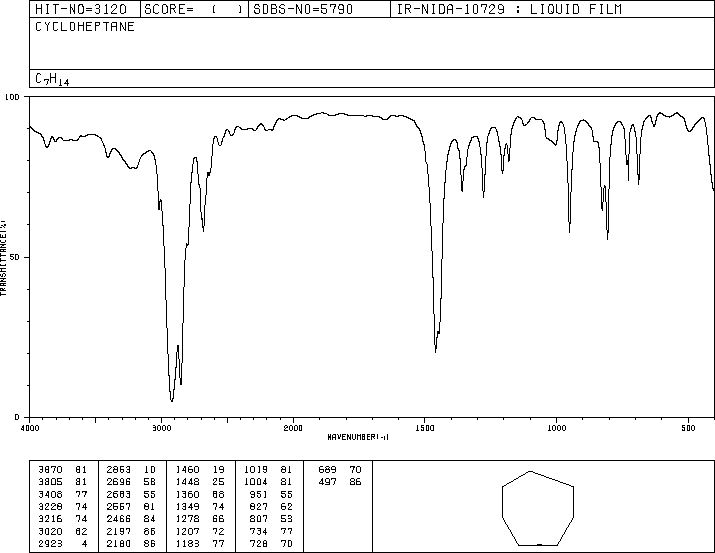 HIT-NO=3120 SCORE= ( ) SDBS-NO=5790 IR-NIDA-10729 : LIQUID FILM
CYCLOHEPTANE
C7H14
100
50
0
TRANSMITTANCE(%)
4000 3000 2000 1500 1000 500
WAVENUMBER(-1)
3870 81 2863 10 1460 19 1019 81 689 70
3805 81 2696 58 1448 25 1004 81 497 86
3408 77 2683 55 1360 68 951 55
3228 74 2567 81 1349 74 827 62
3216 74 2466 84 1278 66 807 53
3020 62 2197 86 1207 72 734 77
2923 4 2180 86 1183 77 728 70